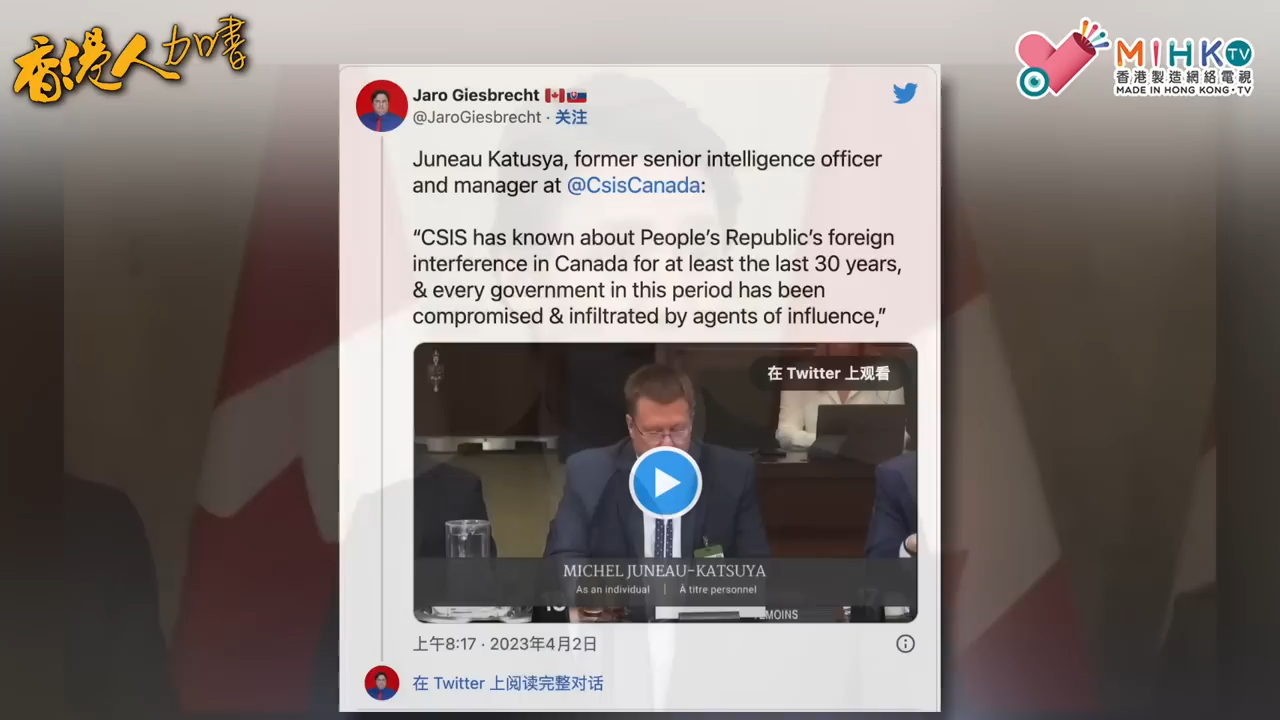 香港人加嘥
MIHK TV
香港製造網絡電視
MADE IN HONG KONG · TV
Jaro Giesbrecht
@JaroGiesbrecht · 关注
Juneau Katusya, former senior intelligence officer
and manager at @CsisCanada:
“CSIS has known about People’s Republic’s foreign
interference in Canada for at least the last 30 years,
& every government in this period has been
compromised & infiltrated by agents of influence,”
在 Twitter 上观看
MICHEL JUNEAU-KATSUYA
As an individual | À titre personnel
上午8:17 · 2023年4月2日
在 Twitter 上阅读完整对话